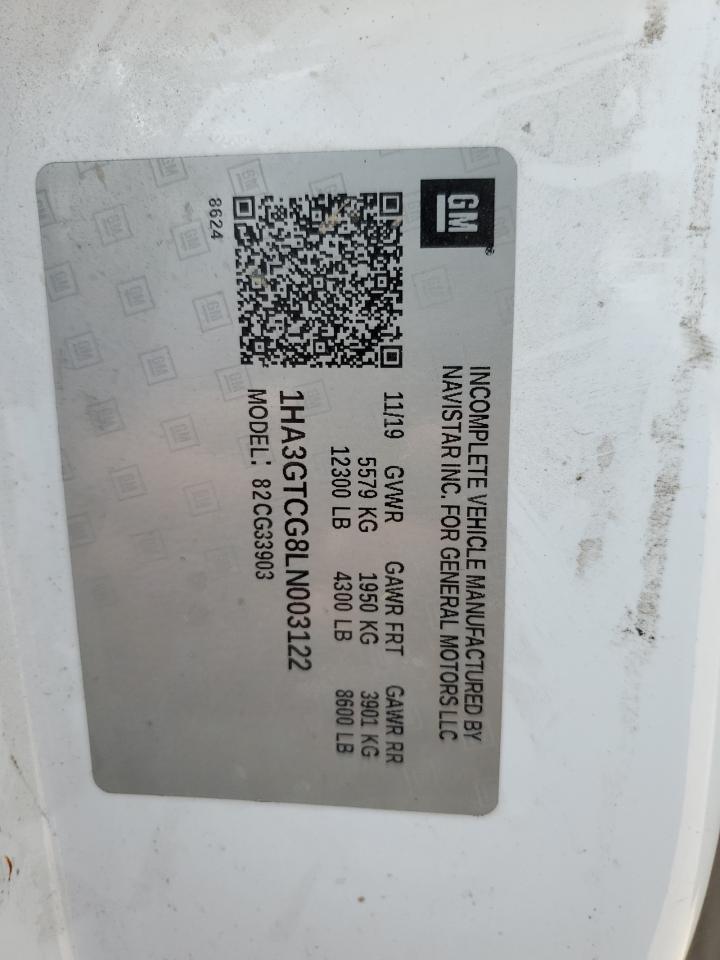 GM
INCOMPLETE VEHICLE MANUFACTURED BY
NAVISTAR INC. FOR GENERAL MOTORS LLC
11/19 GVWR GAWR FRT GAWR RR
5579 KG 1950 KG 3901 KG
12300 LB 4300 LB 8600 LB
1HA3GTCG8LN003122
MODEL: 82CG33903
8624